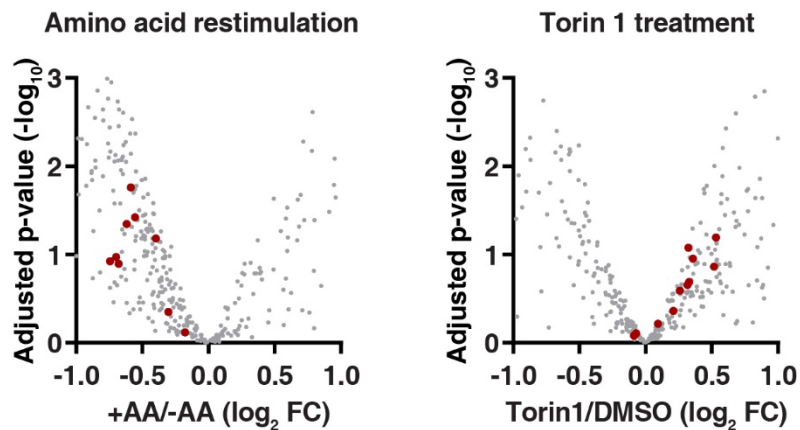 Amino acid restimulation
Adjusted p-value (-log10)
3
2
1
0
-1.0 -0.5 0.0 0.5 1.0
+AA/-AA (log2 FC)
Torin 1 treatment
Adjusted p-value (-log10)
3
2
1
0
-1.0 -0.5 0.0 0.5 1.0
Torin1/DMSO (log2 FC)